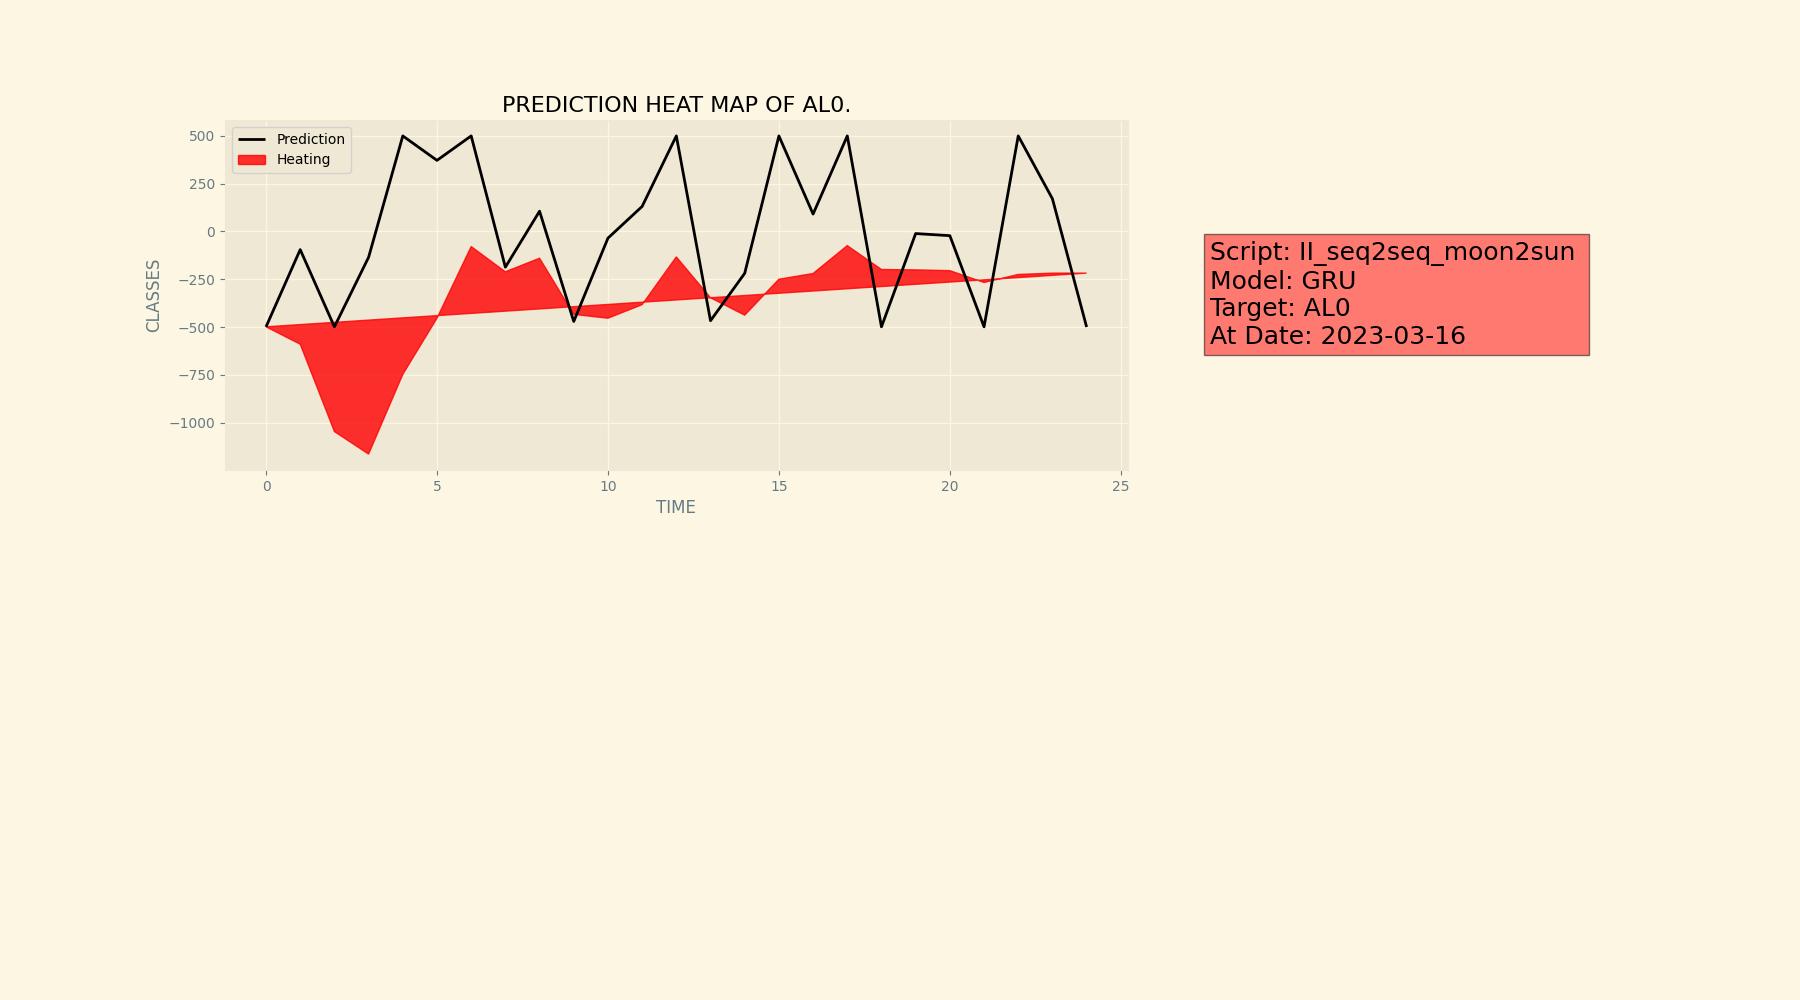 PREDICTION HEAT MAP OF AL0.
Prediction
Heating
500
250
0
−250
−500
−750
−1000
CLASSES
0 5 10 15 20 25
TIME
Script: II_seq2seq_moon2sun
Model: GRU
Target: AL0
At Date: 2023-03-16